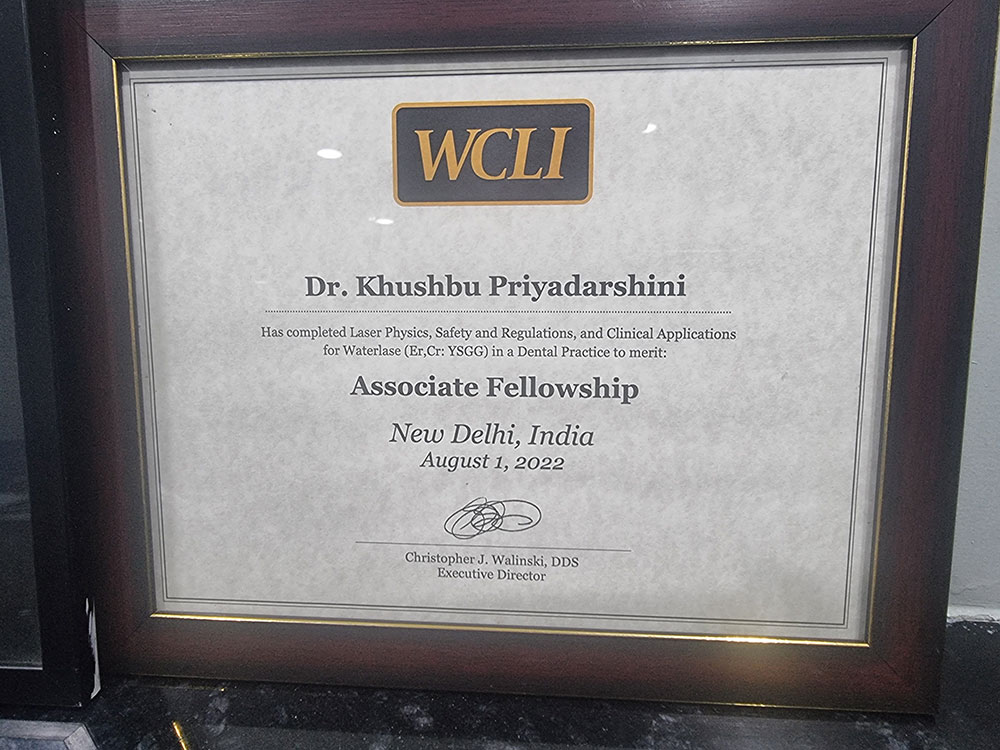 WCLI
Dr. Khushbu Priyadarshini
Has completed Laser Physics, Safety and Regulations, and Clinical Applications
for Waterlase (Er,Cr: YSGG) in a Dental Practice to merit:
Associate Fellowship
New Delhi, India
August 1, 2022
Christopher J. Walinski, DDS
Executive Director